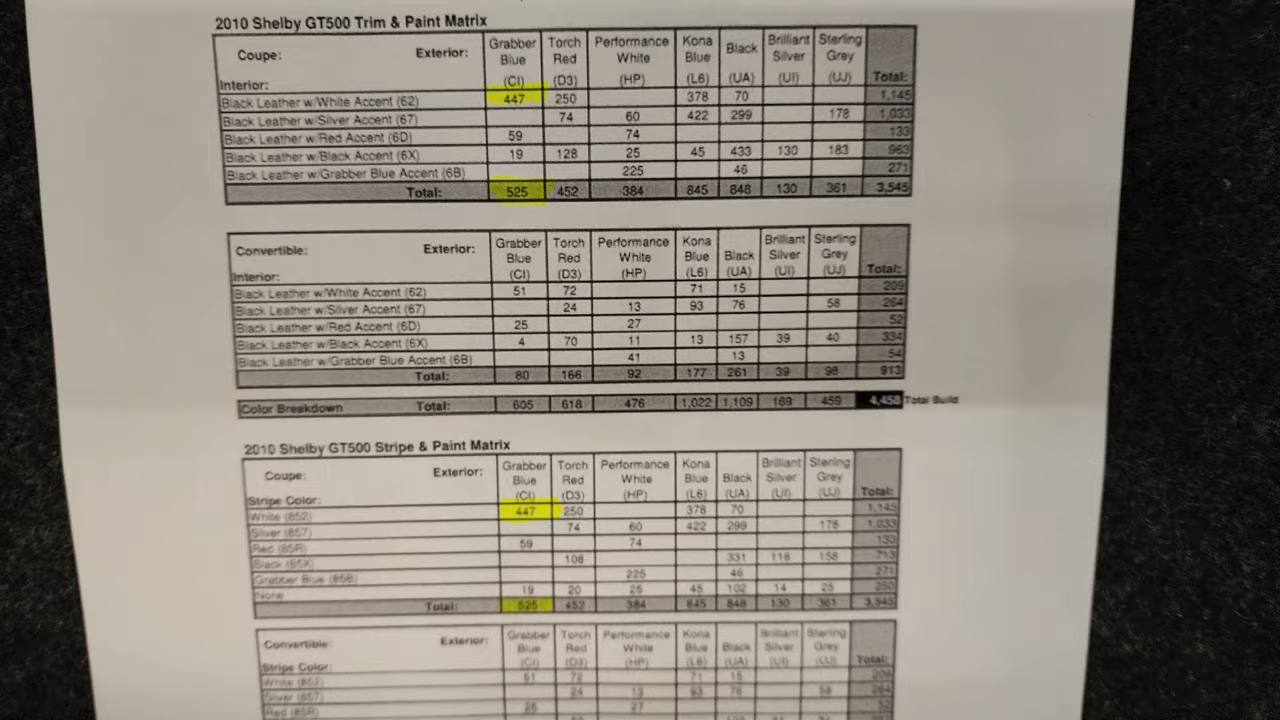 2010 Shelby GT500 Trim & Paint Matrix
Coupe: Exterior: Grabber Blue (CI) Torch Red (D3) Performance White (HP) Kona Blue (L6) Black (UA) Brilliant Silver (UI) Sterling Grey (UJ) Total:
Interior:
Black Leather w/White Accent (62) 447 250 378 70 1,145
Black Leather w/Silver Accent (67) 74 60 422 299 178 1,033
Black Leather w/Red Accent (6D) 59 74 133
Black Leather w/Black Accent (6X) 19 128 25 45 433 130 183 963
Black Leather w/Grabber Blue Accent (6B) 225 46 271
Total: 525 452 384 845 848 130 361 3,545
Convertible: Exterior: Grabber Blue (CI) Torch Red (D3) Performance White (HP) Kona Blue (L6) Black (UA) Brilliant Silver (UI) Sterling Grey (UJ) Total:
Interior:
Black Leather w/White Accent (62) 51 72 71 15 209
Black Leather w/Silver Accent (67) 24 13 93 76 58 264
Black Leather w/Red Accent (6D) 25 27 52
Black Leather w/Black Accent (6X) 4 70 11 13 157 39 40 334
Black Leather w/Grabber Blue Accent (6B) 41 13 54
Total: 80 166 92 177 261 39 98 913
Color Breakdown Total: 605 618 476 1,022 1,109 169 459 4,458 Total Build
2010 Shelby GT500 Stripe & Paint Matrix
Coupe: Exterior: Grabber Blue (CI) Torch Red (D3) Performance White (HP) Kona Blue (L6) Black (UA) Brilliant Silver (UI) Sterling Grey (UJ) Total:
Stripe Color:
White (852) 447 250 378 70 1,145
Silver (857) 74 60 422 299 178 1,033
Red (85R) 59 74 133
Black (85X) 108 331 116 158 713
Grabber Blue (85B) 225 46 271
None 19 20 25 45 102 14 25 250
Total: 525 452 384 845 848 130 361 3,545
Convertible: Exterior: Grabber Blue (CI) Torch Red (D3) Performance White (HP) Kona Blue (L6) Black (UA) Brilliant Silver (UI) Sterling Grey (UJ) Total:
Stripe Color:
White (852) 51 72 71 15 209
Silver (857) 24 13 93 76 58 264
Red (85R) 25 27 52